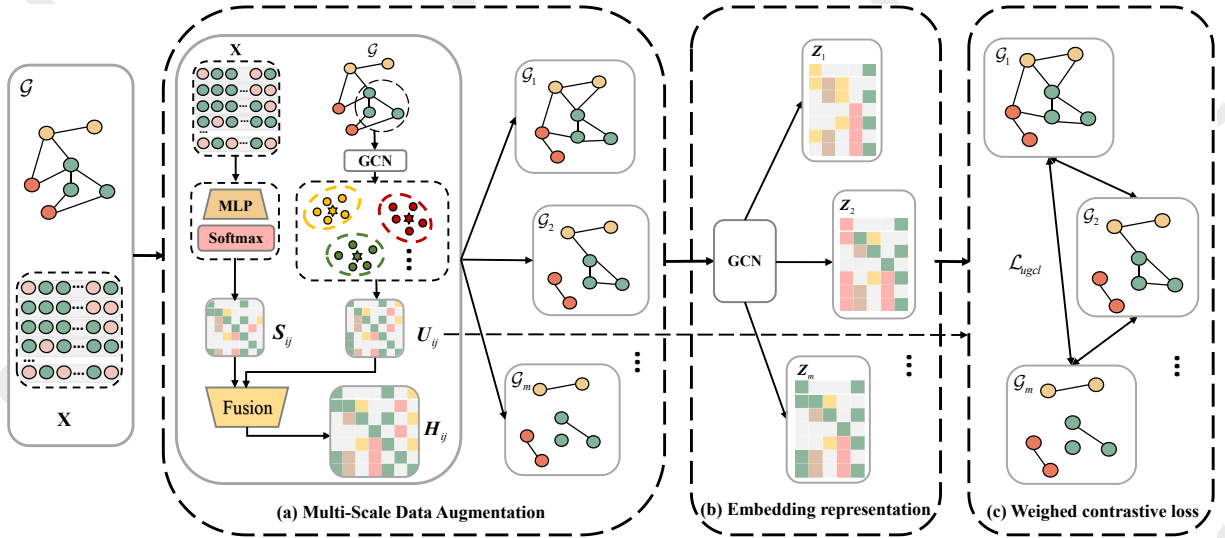 𝒢
X
X
MLP
Softmax
S_ij
𝒢
GCN
U_ij
Fusion
H_ij
𝒢_1
𝒢_2
𝒢_m
(a) Multi-Scale Data Augmentation
GCN
Z_1
Z_2
Z_m
(b) Embedding representation
𝒢_1
𝒢_2
ℒ_ugcl
𝒢_m
(c) Weighed contrastive loss